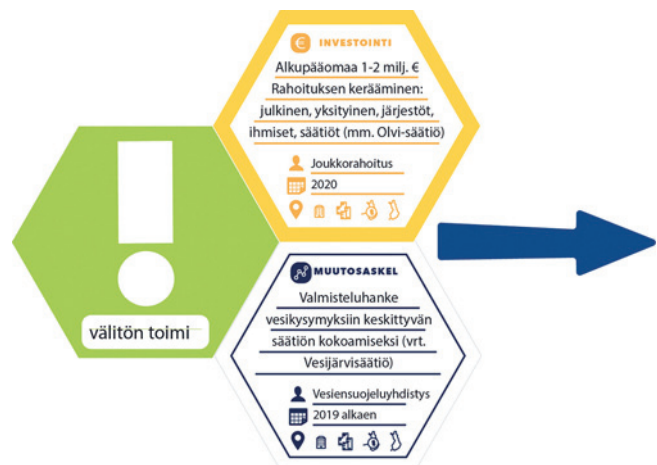 INVESTOINTI
Alkupääomaa 1-2 milj. €
Rahoituksen kerääminen:
julkinen, yksityinen, järjestöt,
ihmiset, säätiöt (mm. Olvi-säätiö)
Joukkorahoitus
2020
välitön toimi
MUUTOSASKEL
Valmisteluhanke
vesikysymyksiin keskittyvän
säätiön kokoamiseksi (vrt.
Vesijärvisäätiö)
Vesiensuojeluyhdistys
2019 alkaen